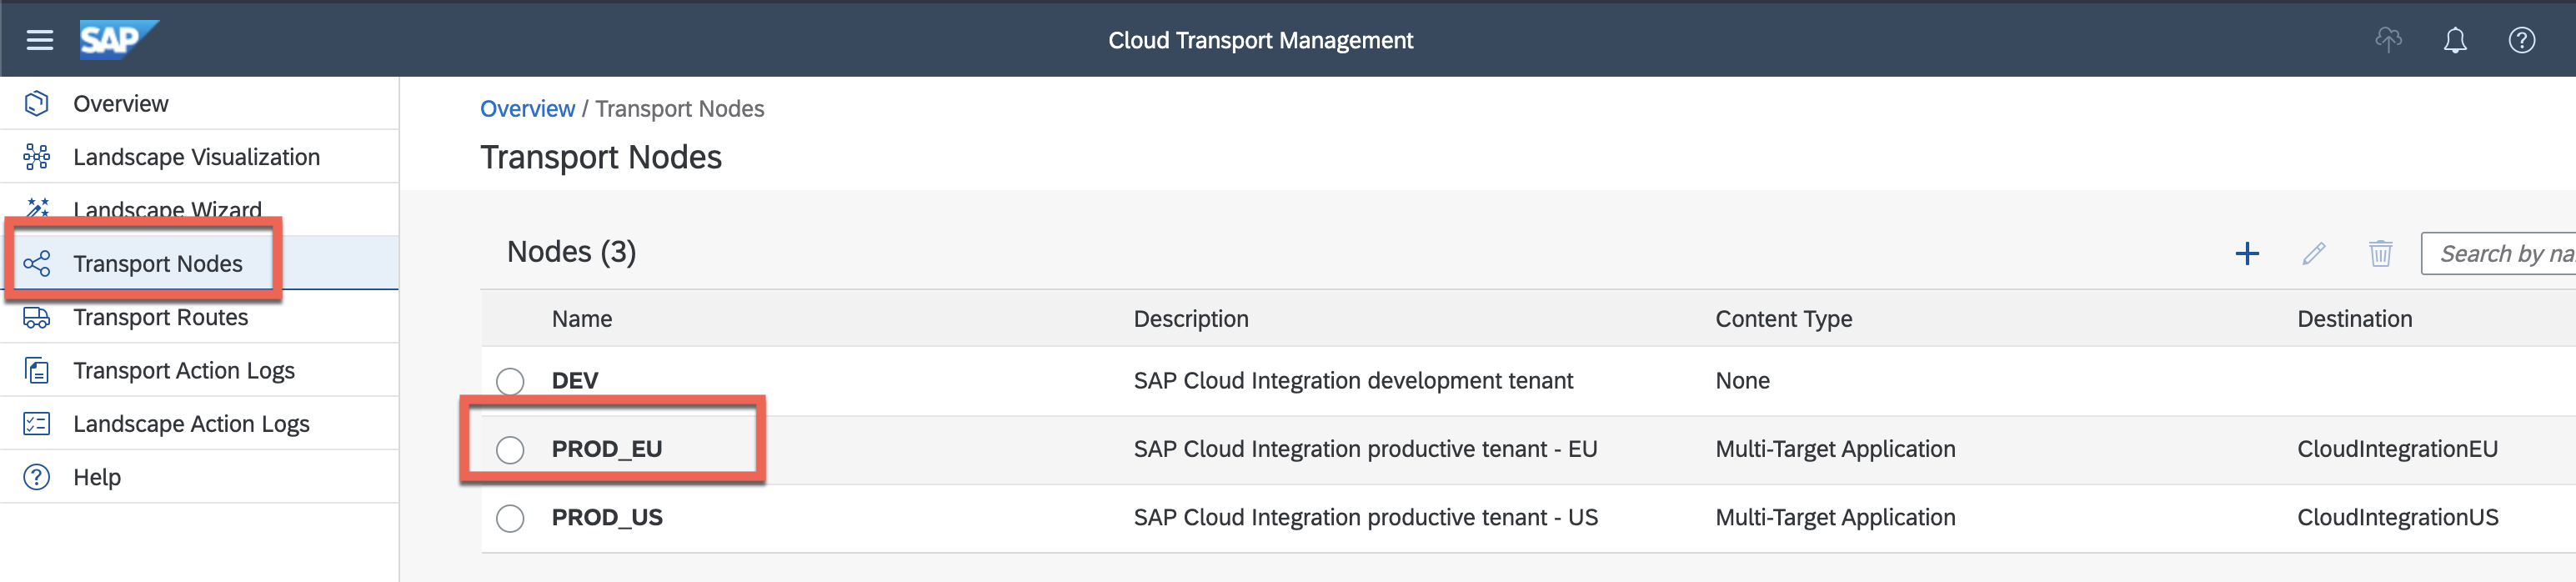 SAP Cloud Transport Management
Overview
Landscape Visualization
Landscape Wizard
Transport Nodes
Transport Routes
Transport Action Logs
Landscape Action Logs
Help
Overview / Transport Nodes
Transport Nodes
Nodes (3)
Search by na
Name Description Content Type Destination
DEV SAP Cloud Integration development tenant None
PROD_EU SAP Cloud Integration productive tenant - EU Multi-Target Application CloudIntegrationEU
PROD_US SAP Cloud Integration productive tenant - US Multi-Target Application CloudIntegrationUS